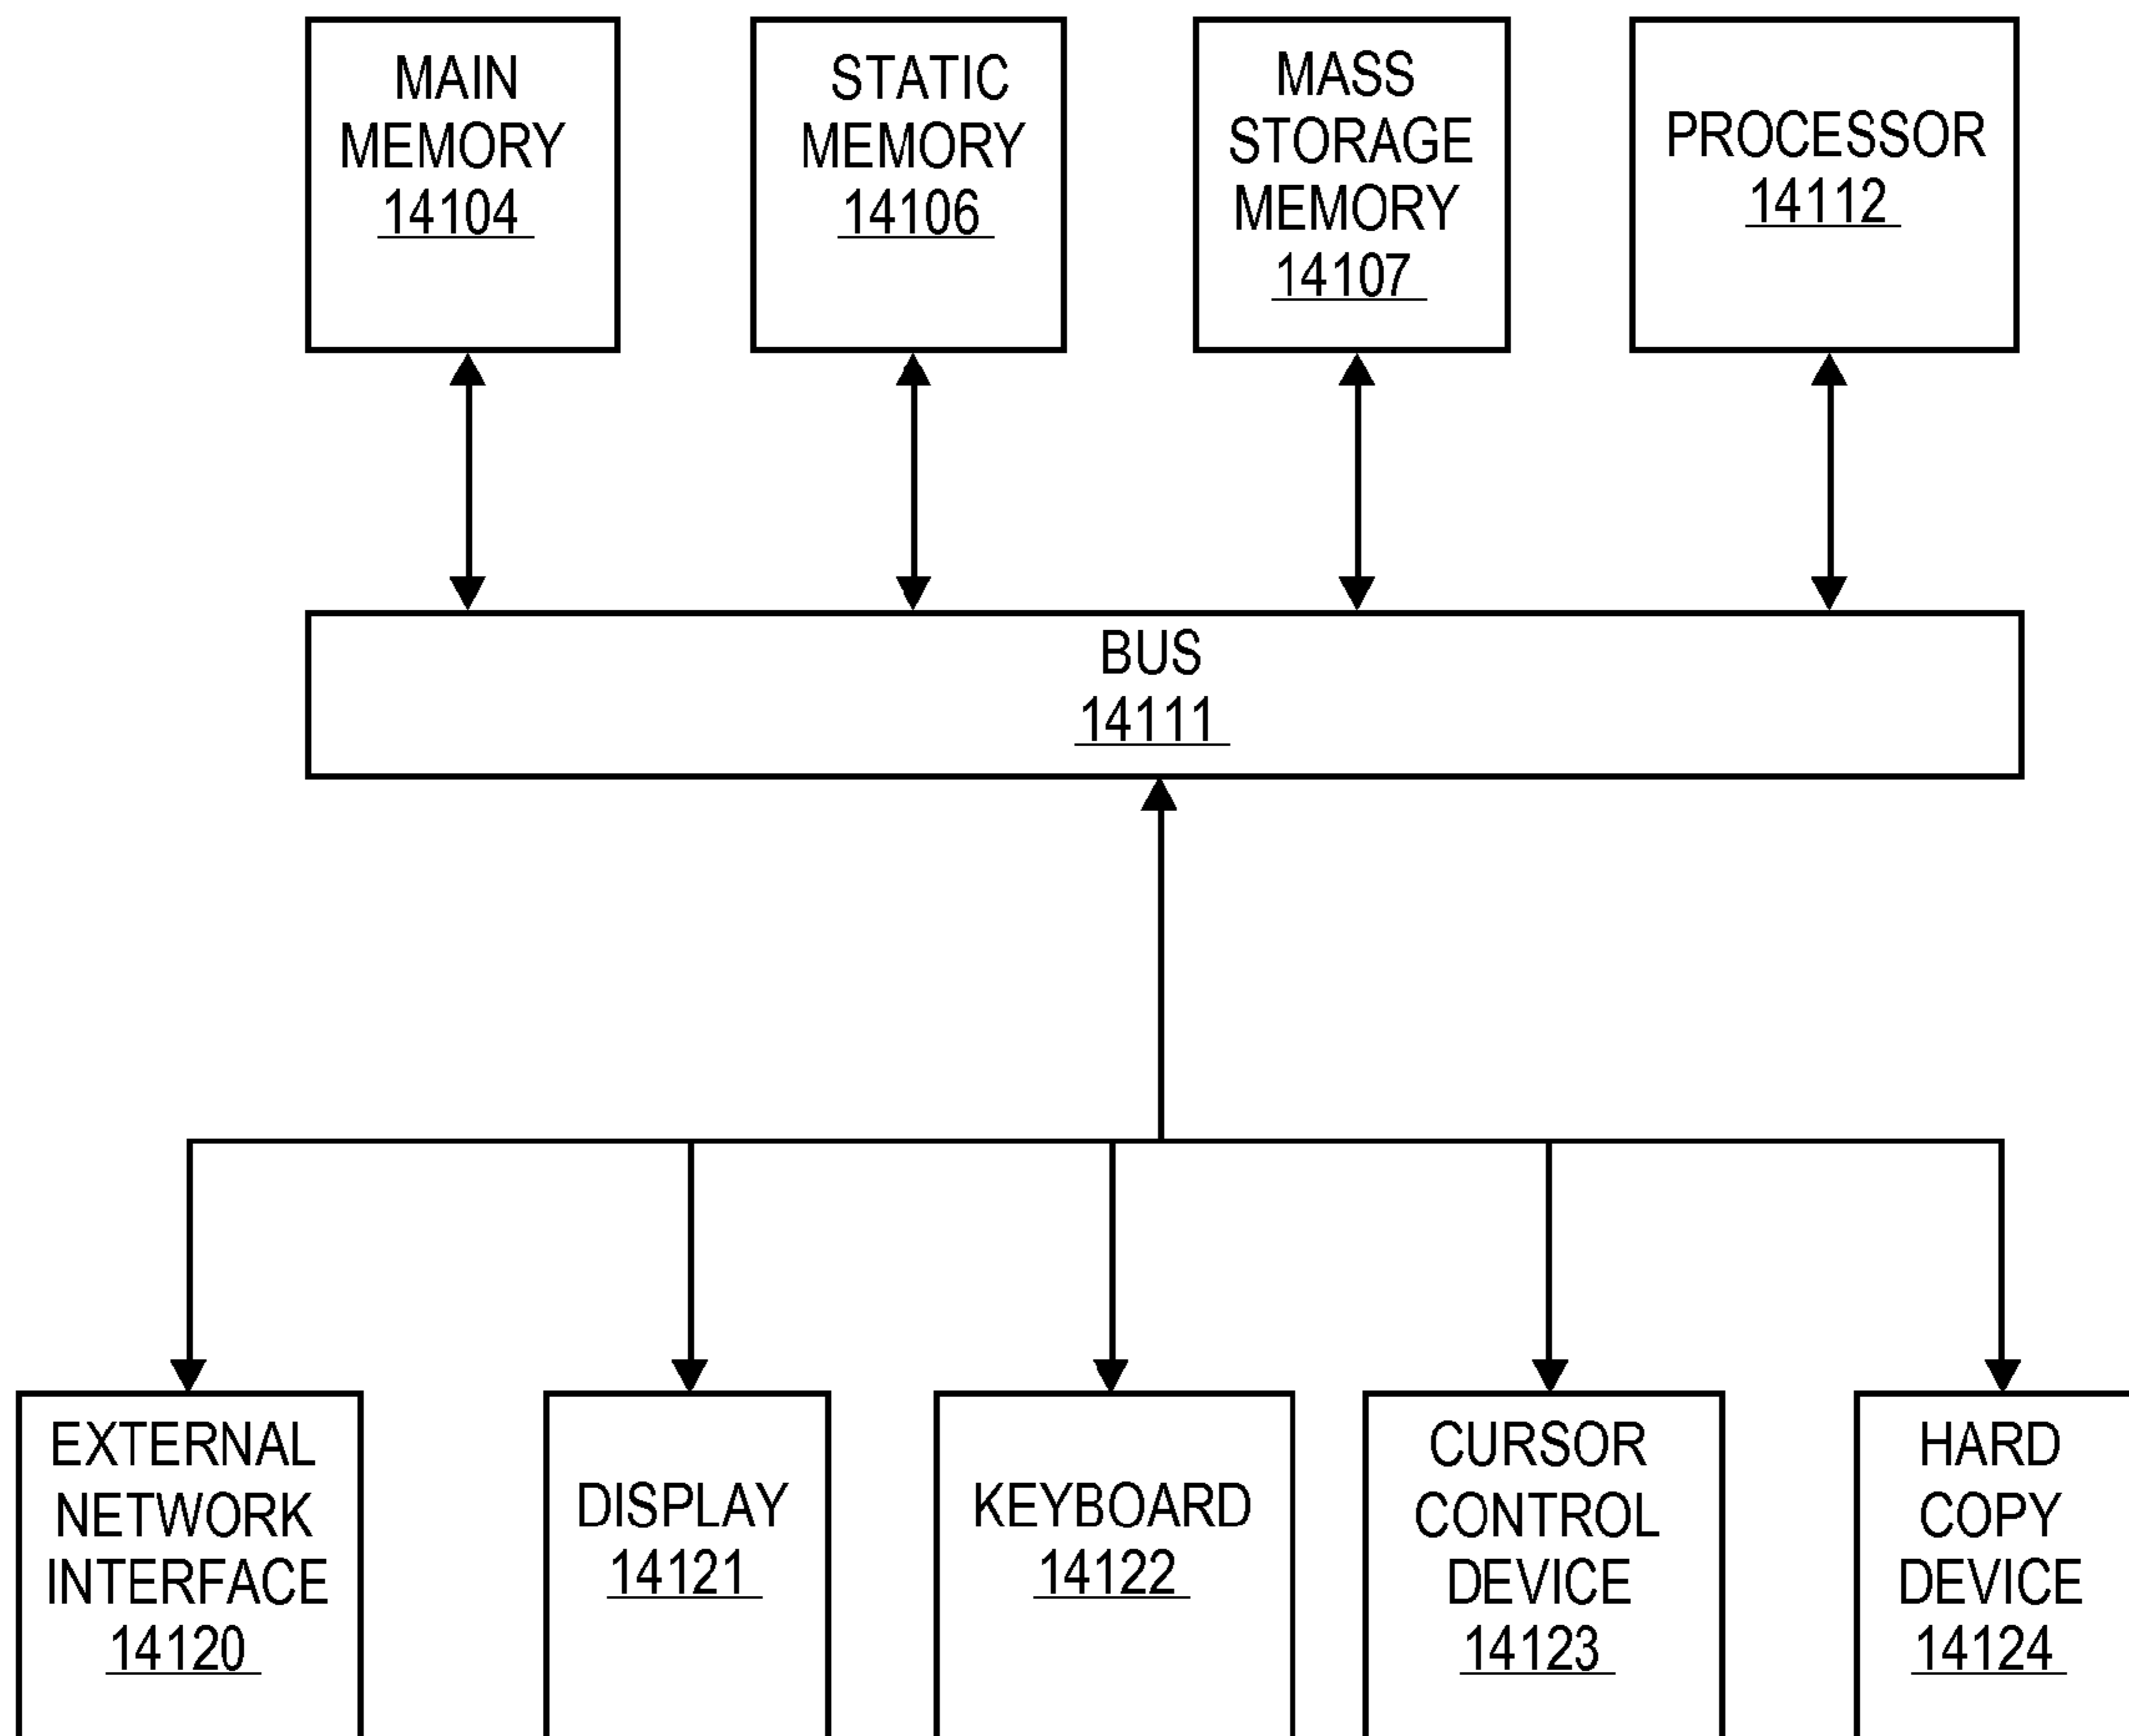 MAIN
MEMORY
14104
STATIC
MEMORY
14106
MASS
STORAGE
MEMORY
14107
PROCESSOR
14112
BUS
14111
EXTERNAL
NETWORK
INTERFACE
14120
DISPLAY
14121
KEYBOARD
14122
CURSOR
CONTROL
DEVICE
14123
HARD
COPY
DEVICE
14124